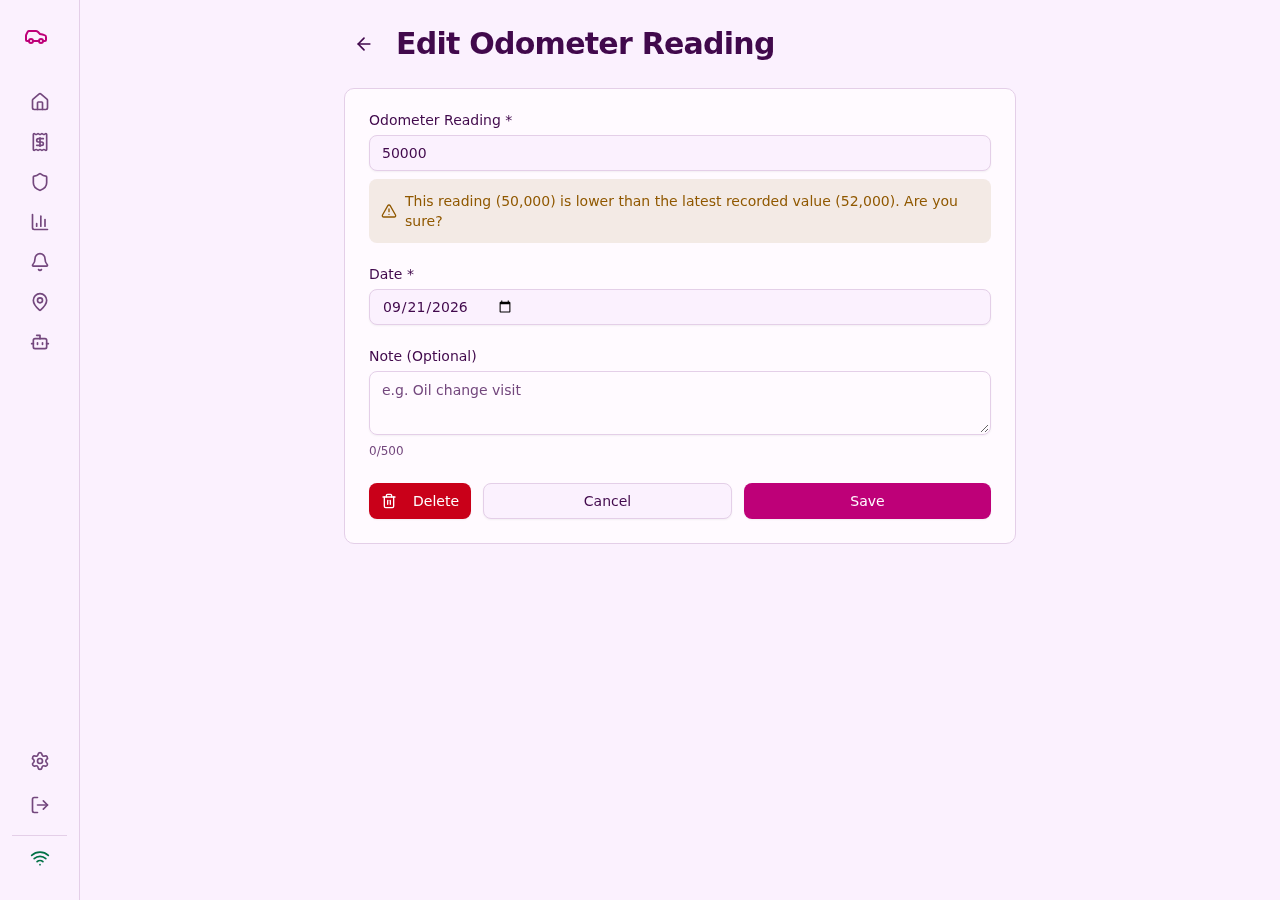 Edit Odometer Reading
Odometer Reading *
50000
This reading (50,000) is lower than the latest recorded value (52,000). Are you
sure?
Date *
09/21/2026
Note (Optional)
e.g. Oil change visit
0/500
Delete
Cancel
Save